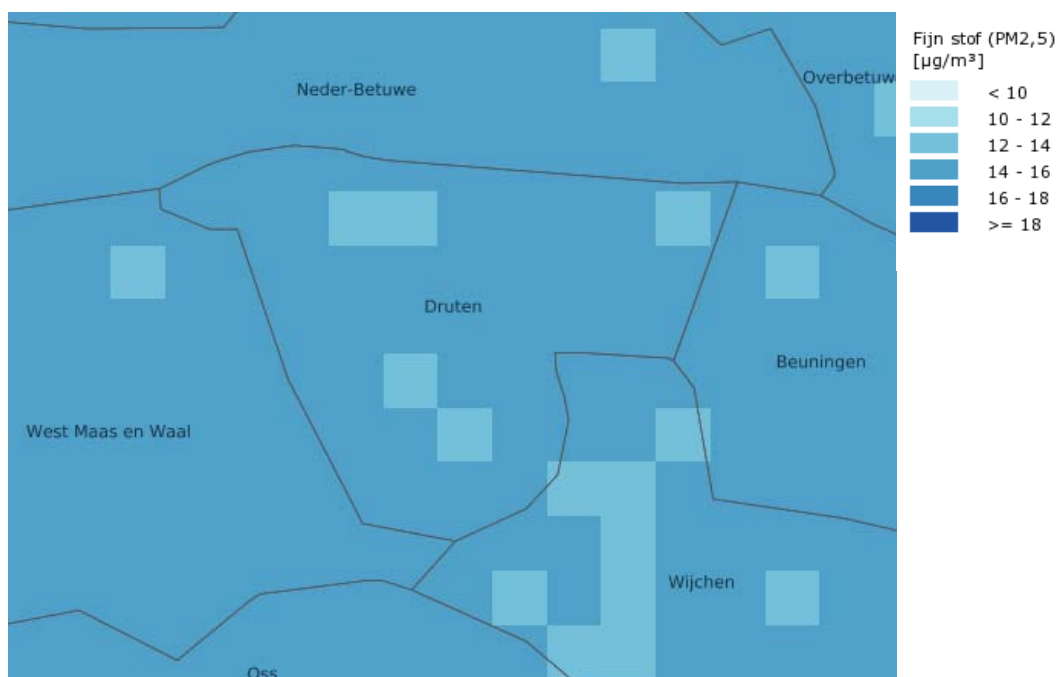 Fijn stof (PM2,5)
[µg/m³]
< 10
10 - 12
12 - 14
14 - 16
16 - 18
>= 18
Overbetuwe
Neder-Betuwe
Druten
Beuningen
West Maas en Waal
Wijchen
Oss